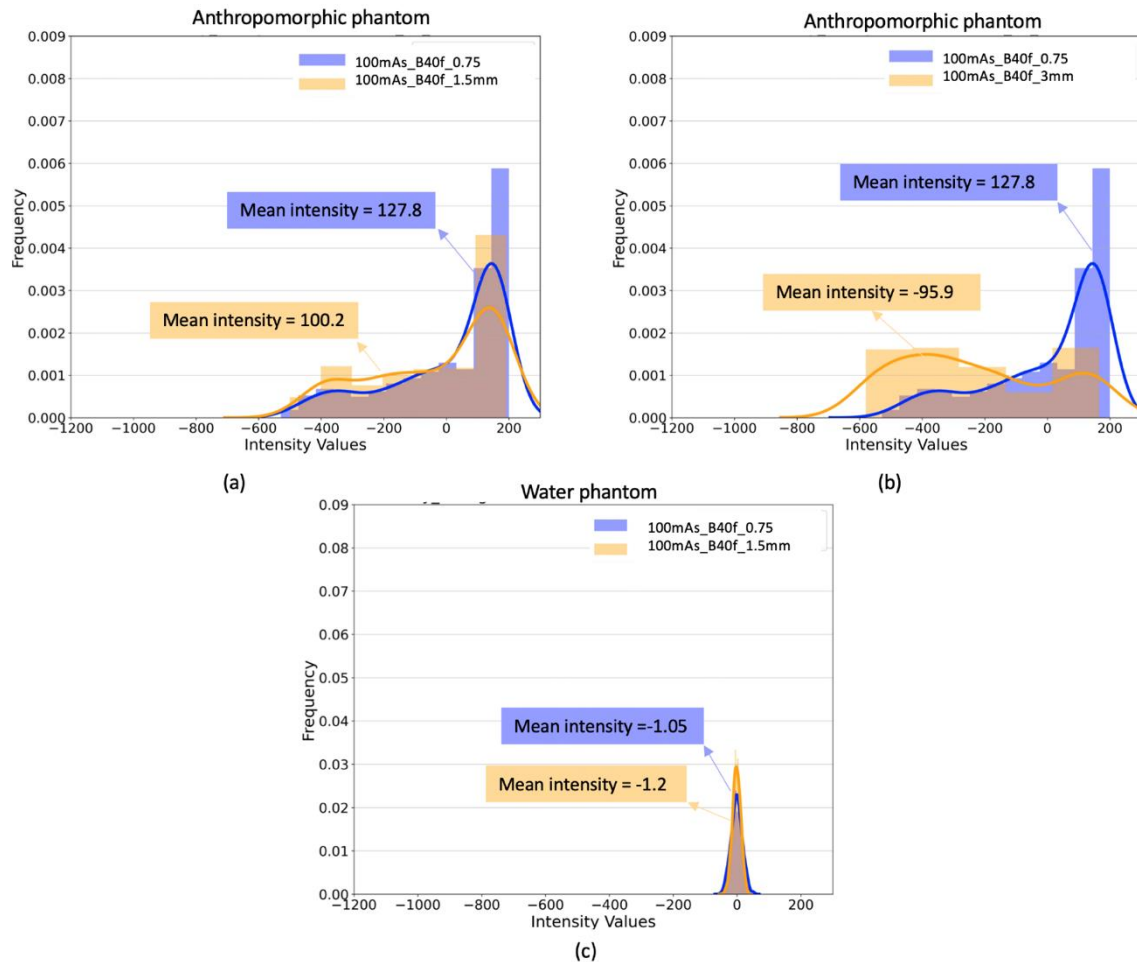 Anthropomorphic phantom
0.009
0.008
0.007
0.006
0.005
0.004
0.003
0.002
0.001
0.000
Frequency
100mAs_B40f_0.75
100mAs_B40f_1.5mm
Mean intensity = 127.8
Mean intensity = 100.2
−1200 −1000 −800 −600 −400 −200 0 200
Intensity Values
(a)
Anthropomorphic phantom
0.009
0.008
0.007
0.006
0.005
0.004
0.003
0.002
0.001
0.000
Frequency
100mAs_B40f_0.75
100mAs_B40f_3mm
Mean intensity = 127.8
Mean intensity = -95.9
−1200 −1000 −800 −600 −400 −200 0 200
Intensity Values
(b)
Water phantom
0.09
0.08
0.07
0.06
0.05
0.04
0.03
0.02
0.01
0.00
Frequency
100mAs_B40f_0.75
100mAs_B40f_1.5mm
Mean intensity =-1.05
Mean intensity = -1.2
−1200 −1000 −800 −600 −400 −200 0 200
Intensity Values
(c)